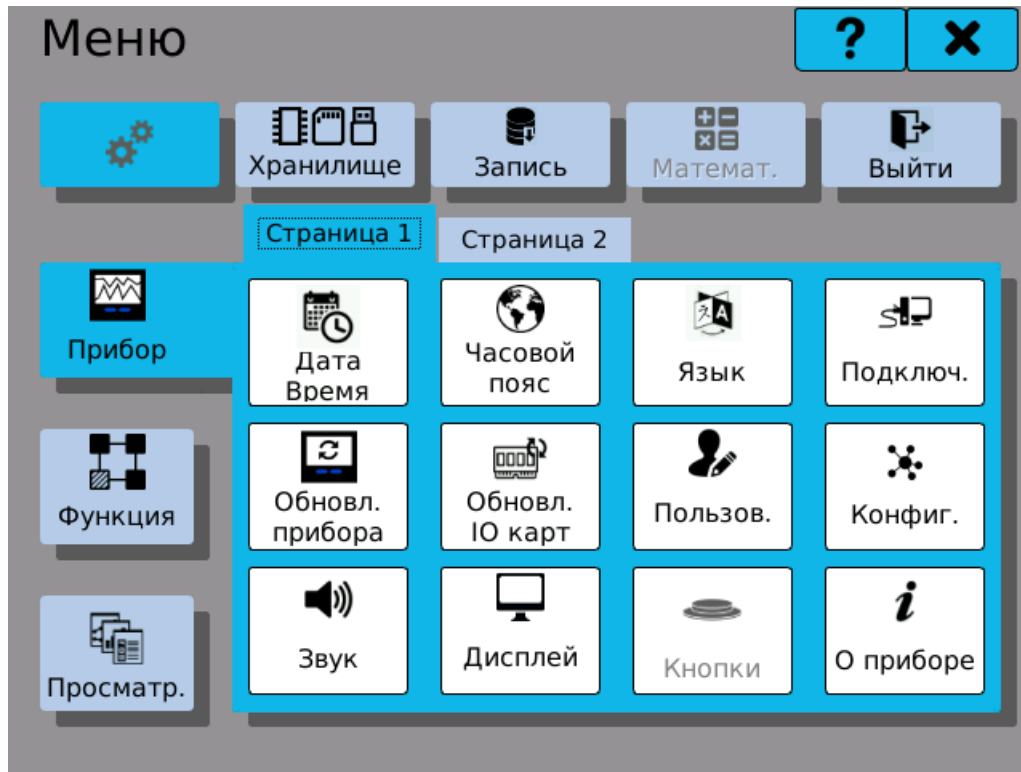 Меню
?
Хранилище
Запись
Математ.
Выйти
Страница 1
Страница 2
Прибор
Дата
Время
Часовой
пояс
Язык
Подключ.
Функция
Обновл.
прибора
Обновл.
IO карт
Пользов.
Конфиг.
Просматр.
Звук
Дисплей
Кнопки
О приборе